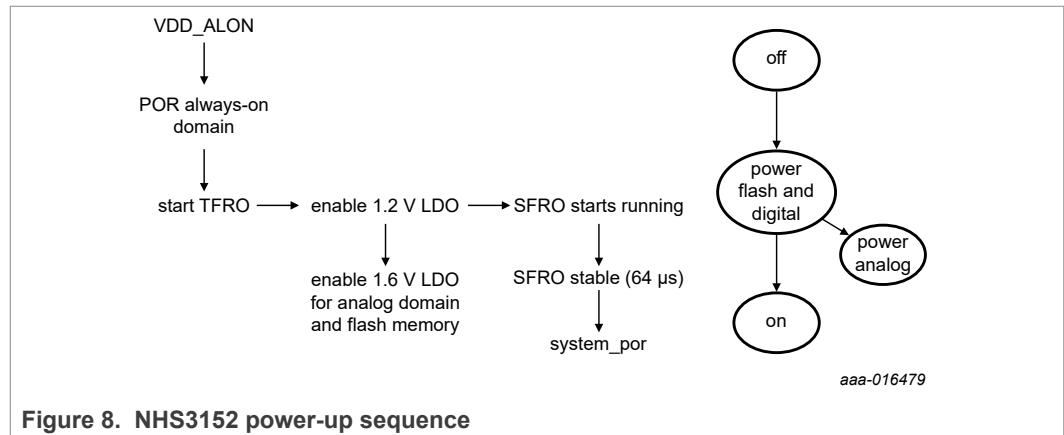 VDD_ALON
POR always-on
domain
start TFRO
enable 1.2 V LDO
SFRO starts running
enable 1.6 V LDO
for analog domain
and flash memory
SFRO stable (64 μs)
system_por
off
power
flash and
digital
power
analog
on
aaa-016479
Figure 8. NHS3152 power-up sequence